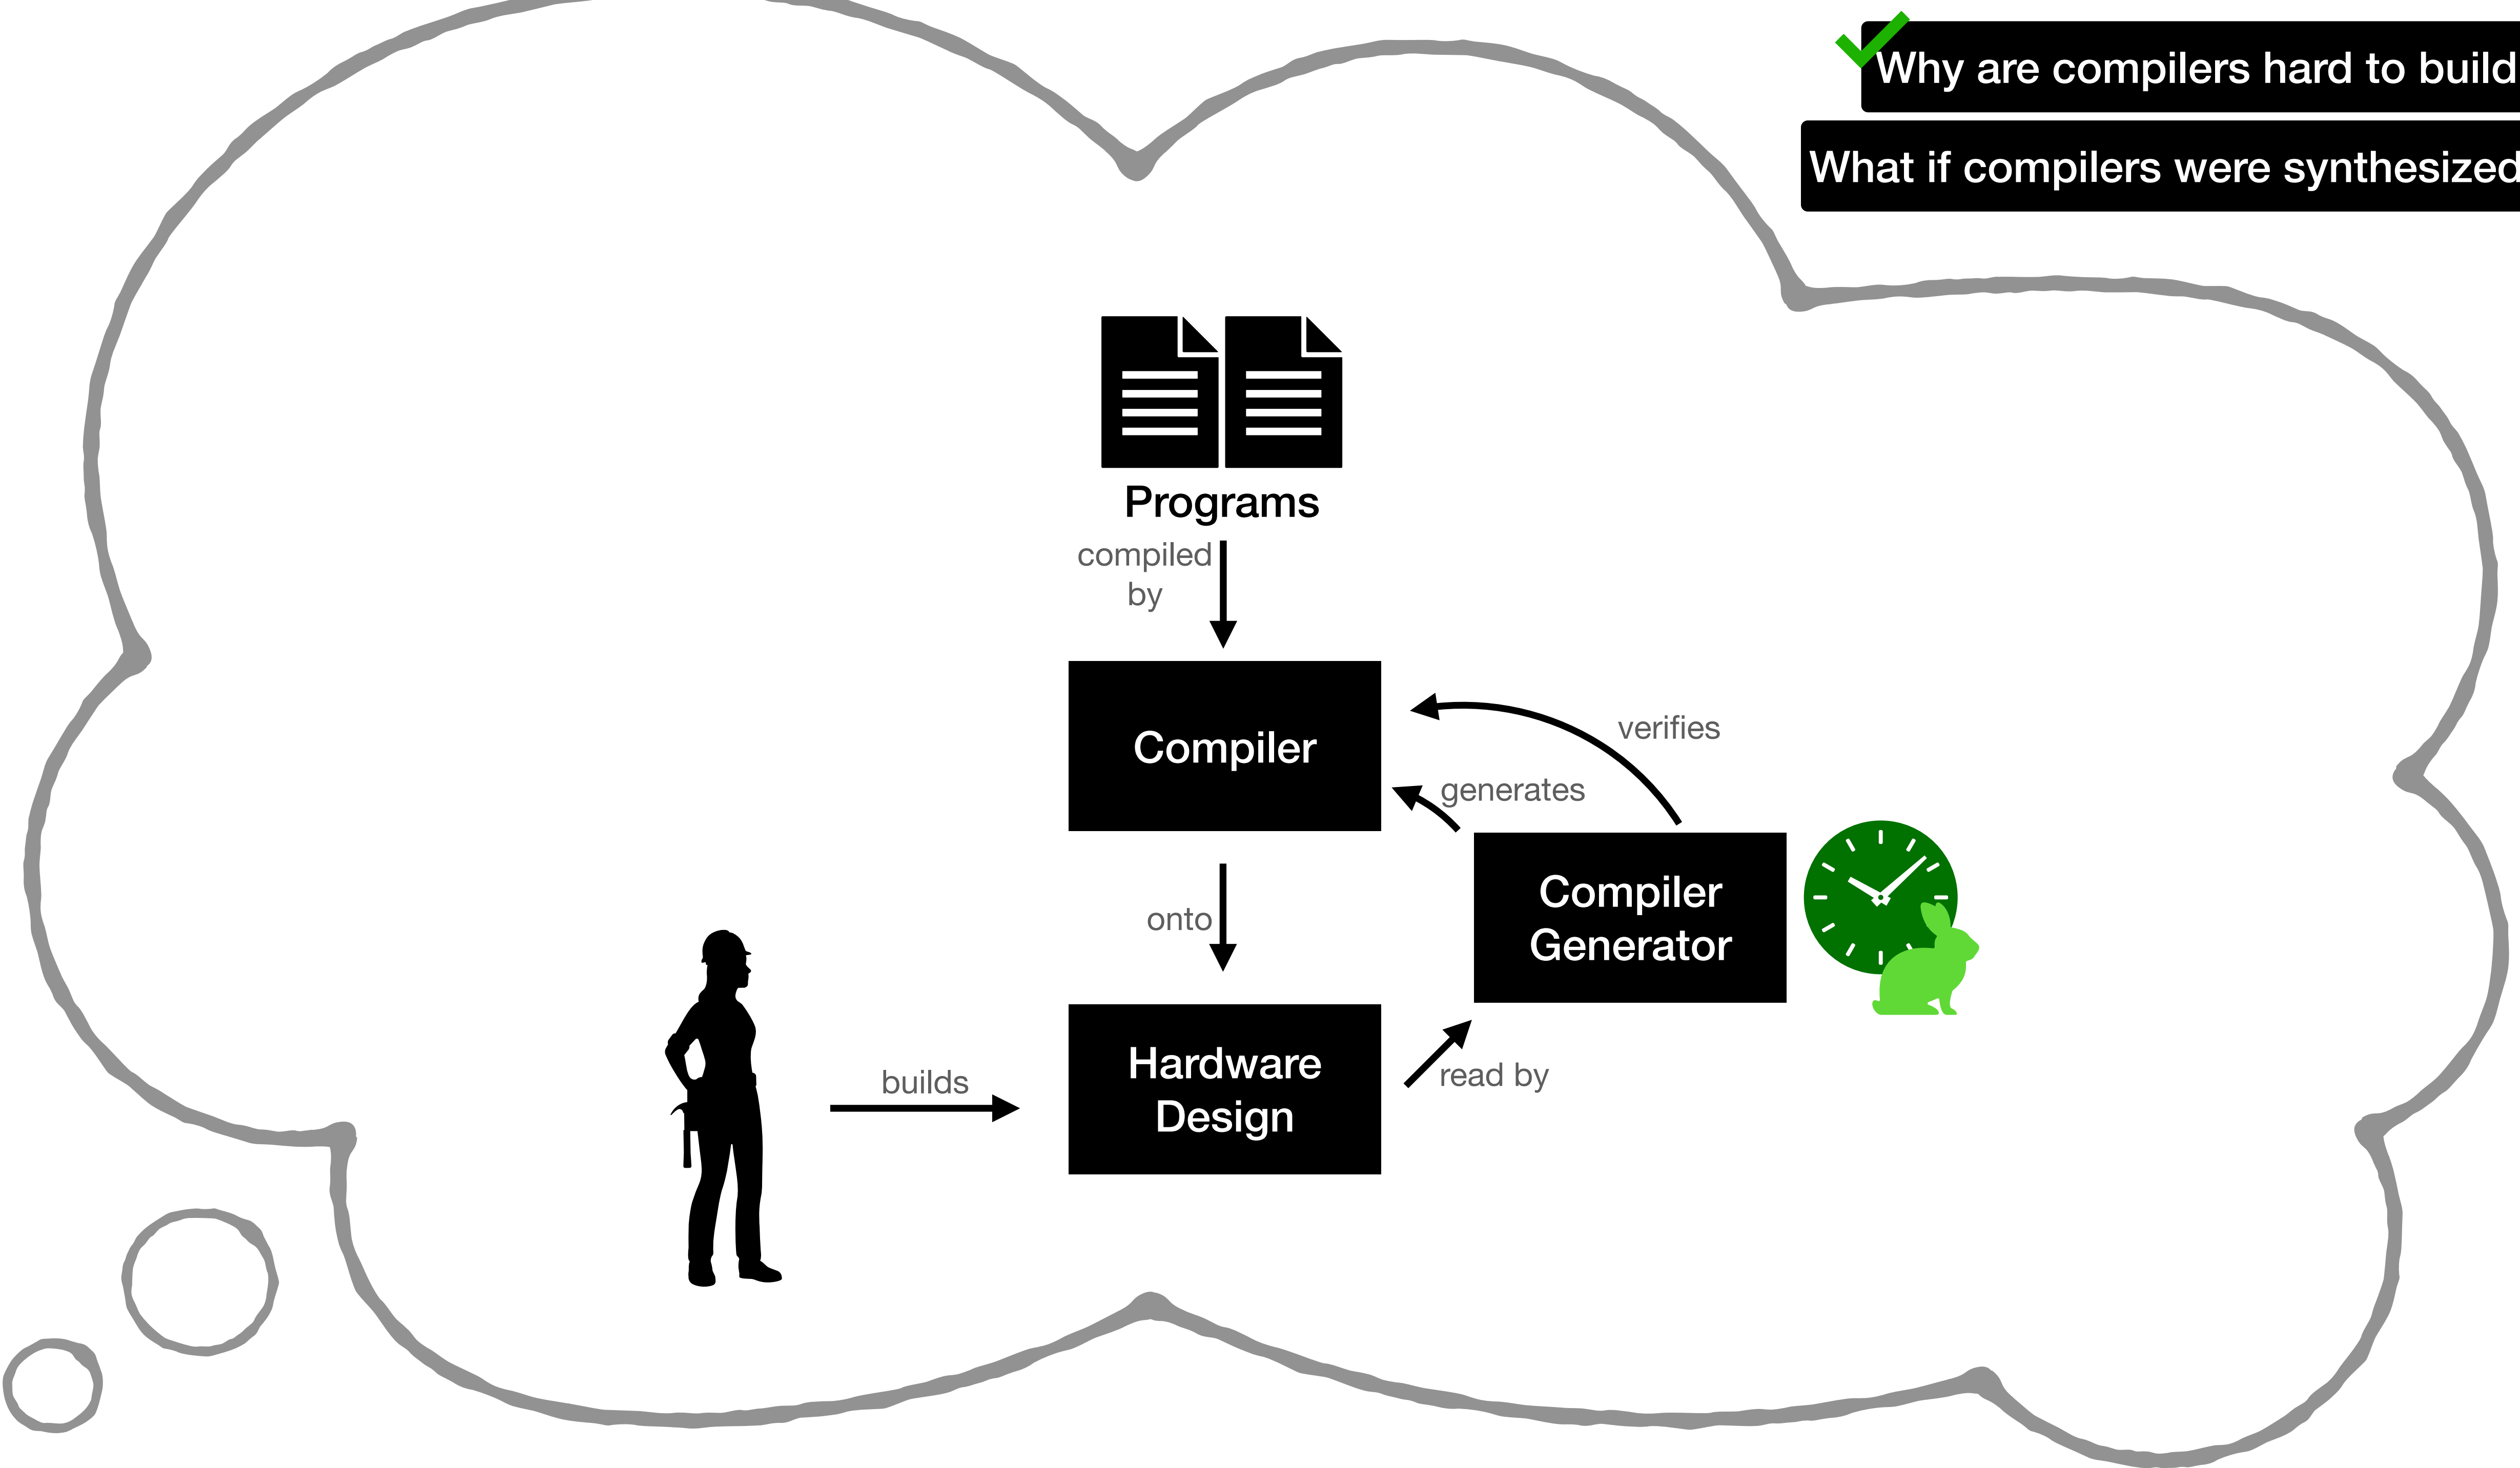 Why are compilers hard to build
What if compilers were synthesized
Programs
compiled
by
Compiler
verifies
generates
Compiler
Generator
onto
Hardware
Design
builds
read by